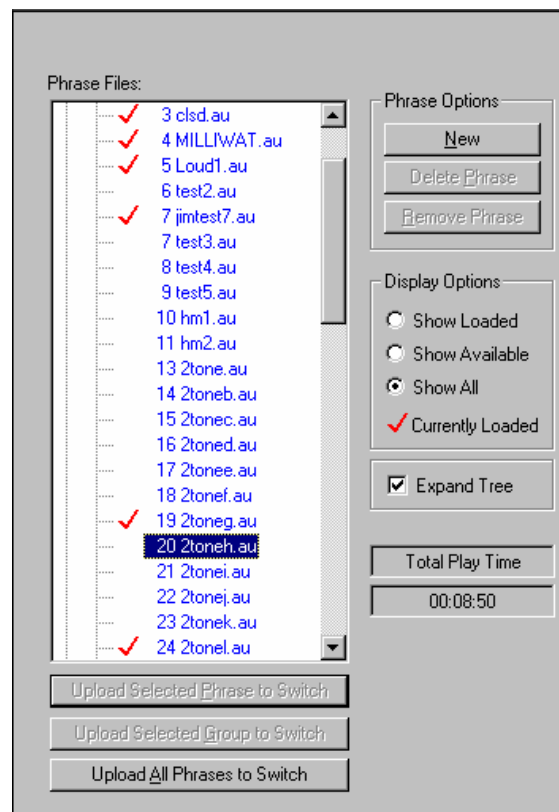 Phrase Files:
3 clsd.au
4 MILLIWAT.au
5 Loud1.au
6 test2.au
7 jimtest7.au
7 test3.au
8 test4.au
9 test5.au
10 hm1.au
11 hm2.au
13 2tone.au
14 2toneb.au
15 2tonec.au
16 2toned.au
17 2tonee.au
18 2tonef.au
19 2toneg.au
20 2toneh.au
21 2tonei.au
22 2tonej.au
23 2tonek.au
24 2tonel.au
Upload Selected Phrase to Switch
Upload Selected Group to Switch
Upload All Phrases to Switch
Phrase Options
New
Delete Phrase
Remove Phrase
Display Options
Show Loaded
Show Available
Show All
Currently Loaded
Expand Tree
Total Play Time
00:08:50